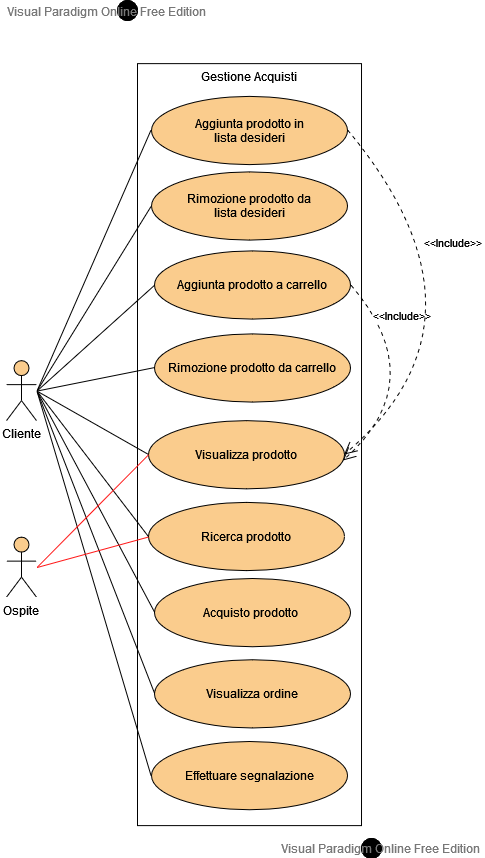 Visual Paradigm Online Free Edition
Gestione Acquisti
Aggiunta prodotto in
lista desideri
Rimozione prodotto da
lista desideri
<<Include>>
Aggiunta prodotto a carrello
<<Include>>
Rimozione prodotto da carrello
Cliente
Visualizza prodotto
Ricerca prodotto
Ospite
Acquisto prodotto
Visualizza ordine
Effettuare segnalazione
Visual Paradigm Online Free Edition